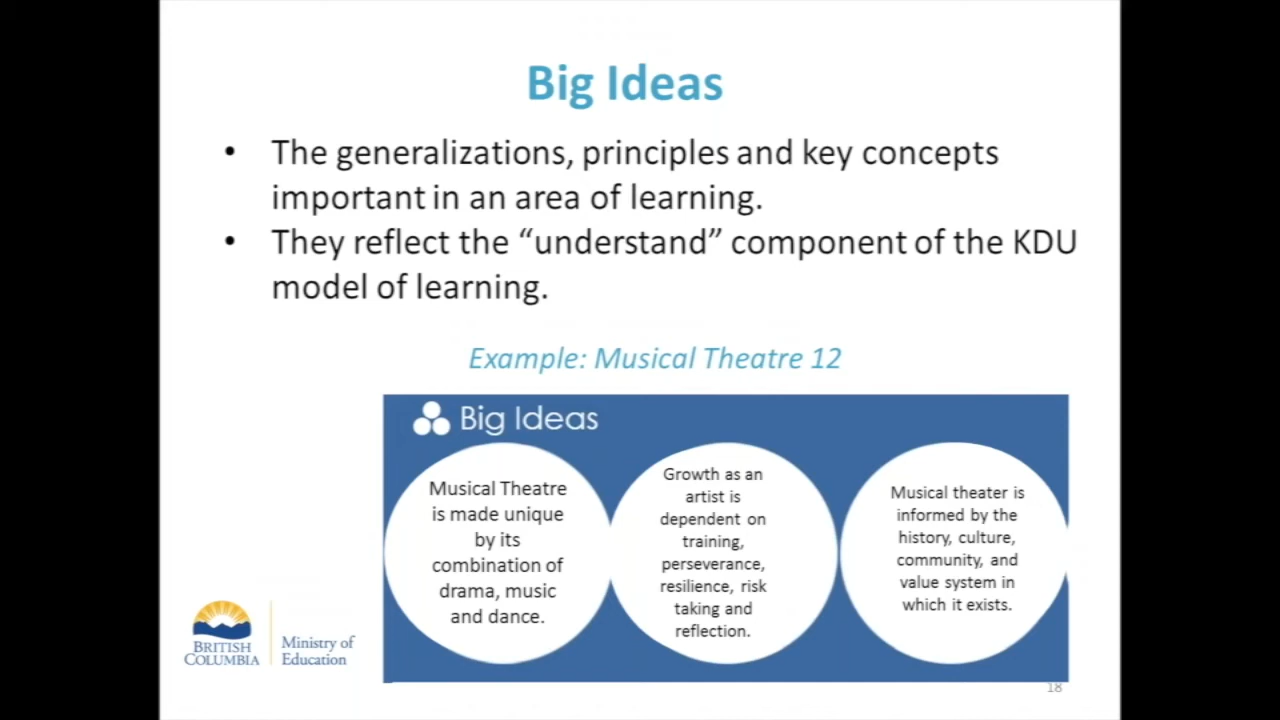 Big Ideas
• The generalizations, principles and key concepts
important in an area of learning.
• They reflect the “understand” component of the KDU
model of learning.
Example: Musical Theatre 12
Big Ideas
Musical Theatre
is made unique
by its
combination of
drama, music
and dance.
Growth as an
artist is
dependent on
training,
perseverance,
resilience, risk
taking and
reflection.
Musical theater is
informed by the
history, culture,
community, and
value system in
which it exists.
BRITISH
COLUMBIA
Ministry of
Education
18